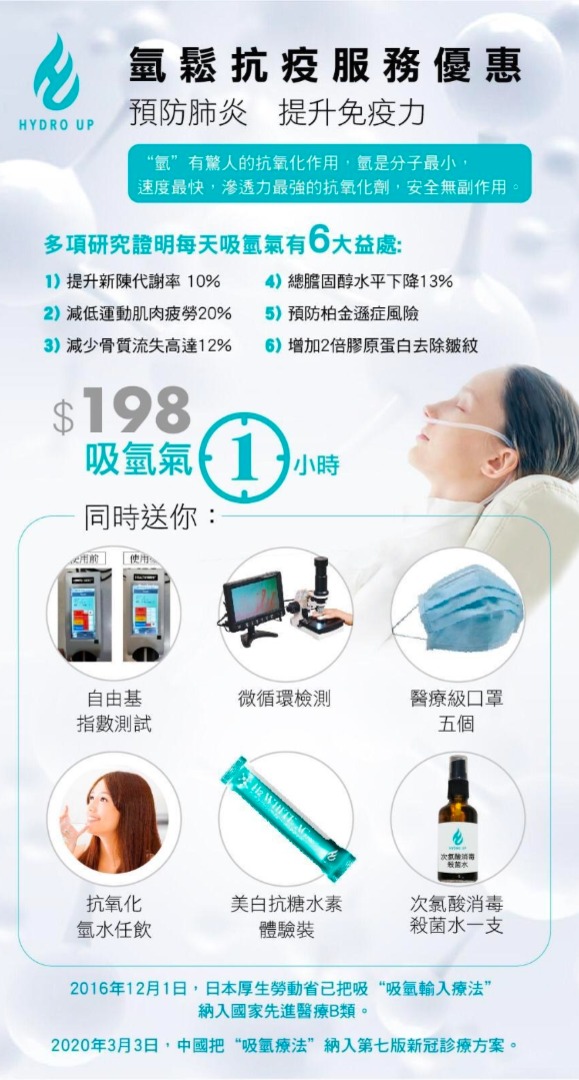 HYDRO UP
氫鬆抗疫服務優惠
預防肺炎 提升免疫力
“氫”有驚人的抗氧化作用，氫是分子最小，
速度最快，滲透力最強的抗氧化劑，安全無副作用。
多項研究證明每天吸氫氣有6大益處:
1) 提升新陳代謝率 10%
2) 減低運動肌肉疲勞20%
3) 減少骨質流失高達12%
4) 總膽固醇水平下降13%
5) 預防柏金遜症風險
6) 增加2倍膠原蛋白去除皺紋
$198
吸氫氣1小時
同時送你：
使用前
使用
自由基
指數測試
微循環檢測
醫療級口罩
五個
抗氧化
氫水任飲
H2 WHITE AC
美白抗糖水素
體驗裝
HYDRO UP
次氯酸消毒
殺菌水
次氯酸消毒
殺菌水一支
2016年12月1日，日本厚生勞動省已把吸“吸氫輸入療法”
納入國家先進醫療B類。
2020年3月3日，中國把“吸氫療法”納入第七版新冠診療方案。